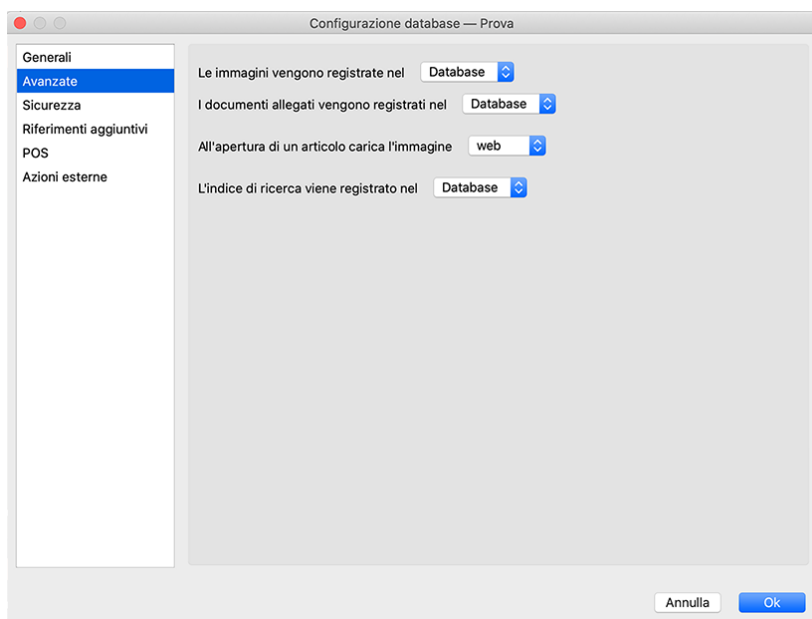 Configurazione database — Prova
Generali
Avanzate
Sicurezza
Riferimenti aggiuntivi
POS
Azioni esterne
Le immagini vengono registrate nel Database
I documenti allegati vengono registrati nel Database
All'apertura di un articolo carica l'immagine web
L'indice di ricerca viene registrato nel Database
Annulla Ok